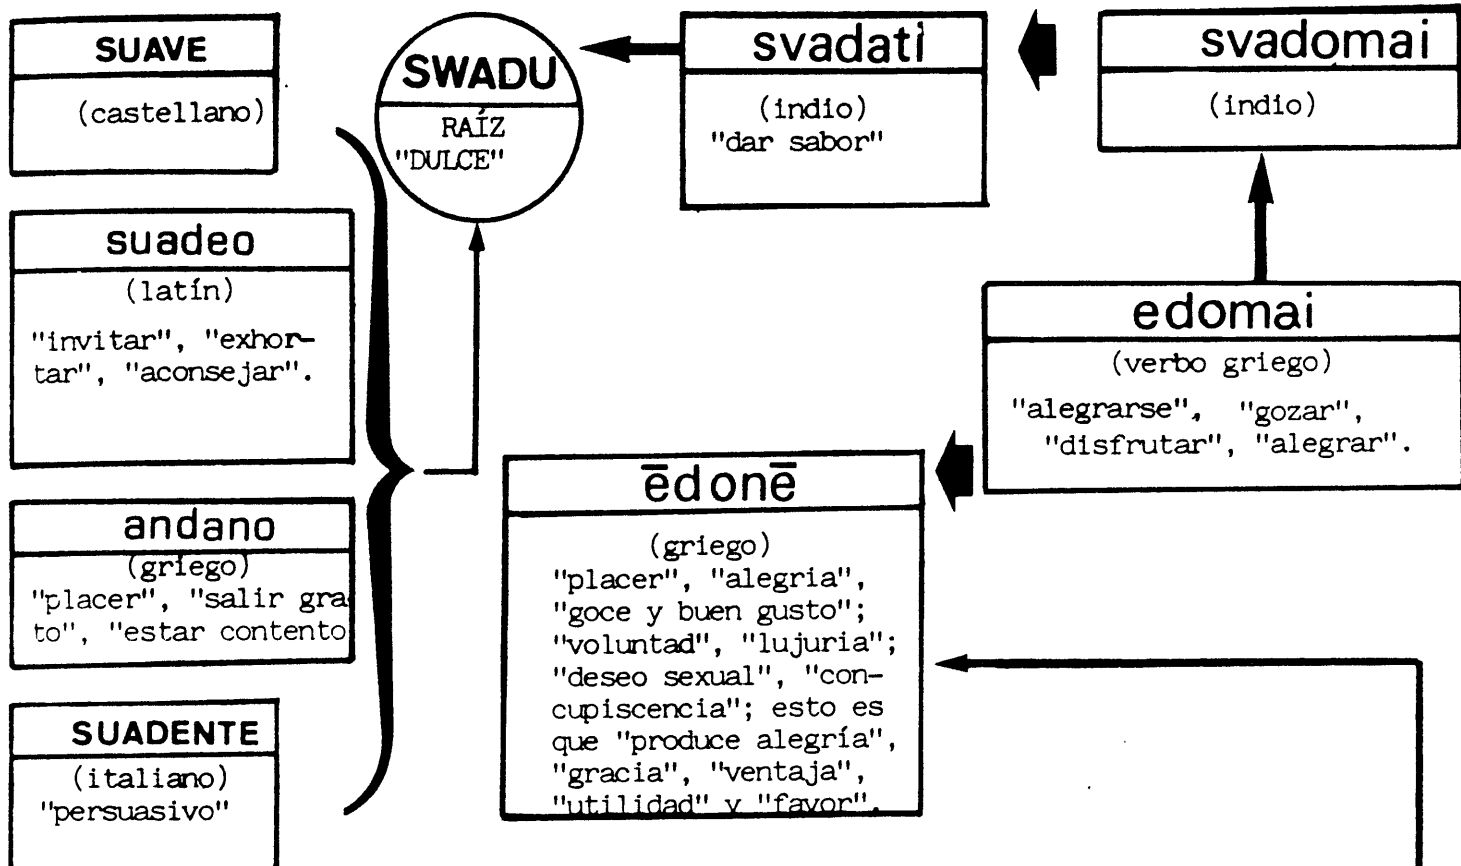 SUAVE
(castellano)
suadeo
(latín)
"invitar", "exhor-
tar", "aconsejar".
andano
(griego)
"placer", "salir gra
to", "estar contento
SUADENTE
(italiano)
"persuasivo"
SWADU
RAÍZ
"DULCE"
svadati
(indio)
"dar sabor"
svadomai
(indio)
edomai
(verbo griego)
"alegrarse", "gozar",
"disfrutar", "alegrar".
ēdonē
(griego)
"placer", "alegria",
"goce y buen gusto";
"voluntad", "lujuria";
"deseo sexual", "con-
cupiscencia"; esto es
que "produce alegría",
"gracia", "ventaja",
"utilidad" y "favor".